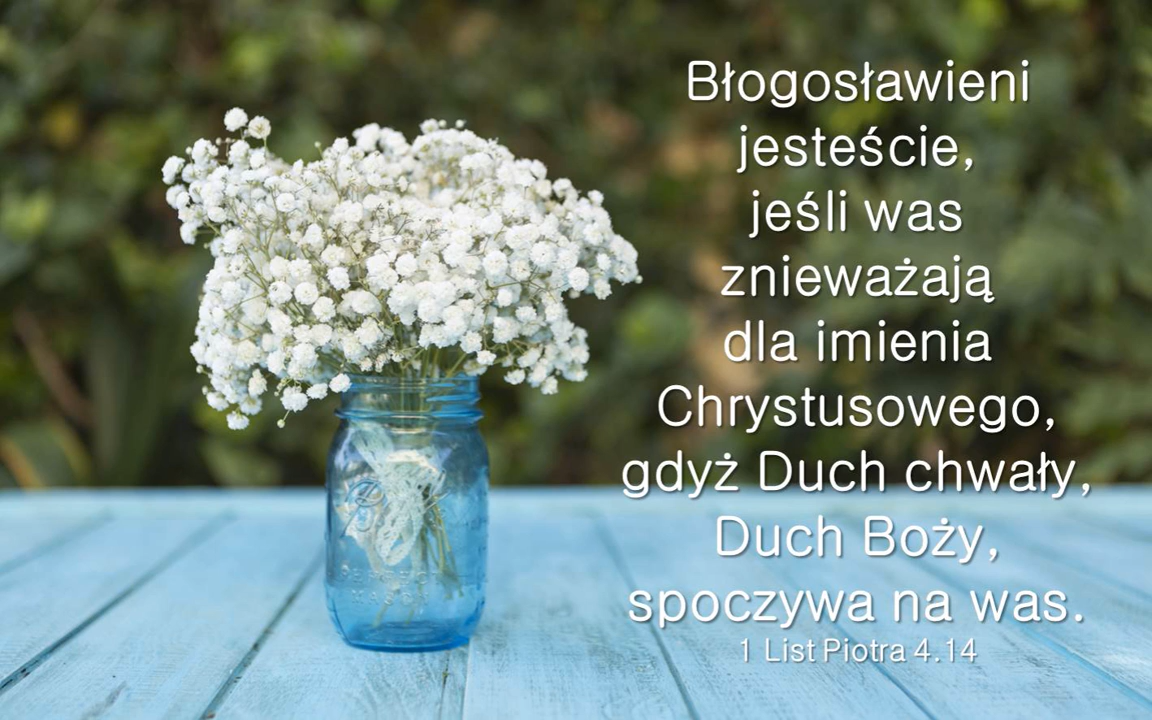 Błogosławieni
jesteście,
jeśli was
znieważają
dla imienia
Chrystusowego,
gdyż Duch chwały,
Duch Boży,
spoczywa na was.
1 List Piotra 4.14